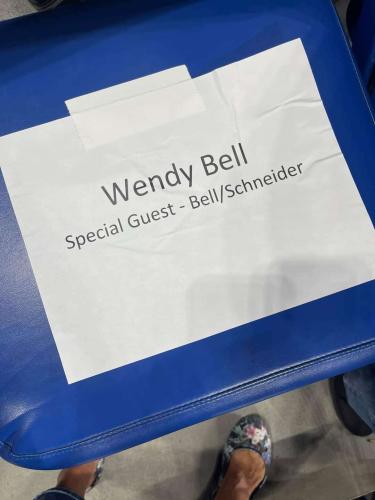 Wendy Bell
Special Guest - Bell/Schneider